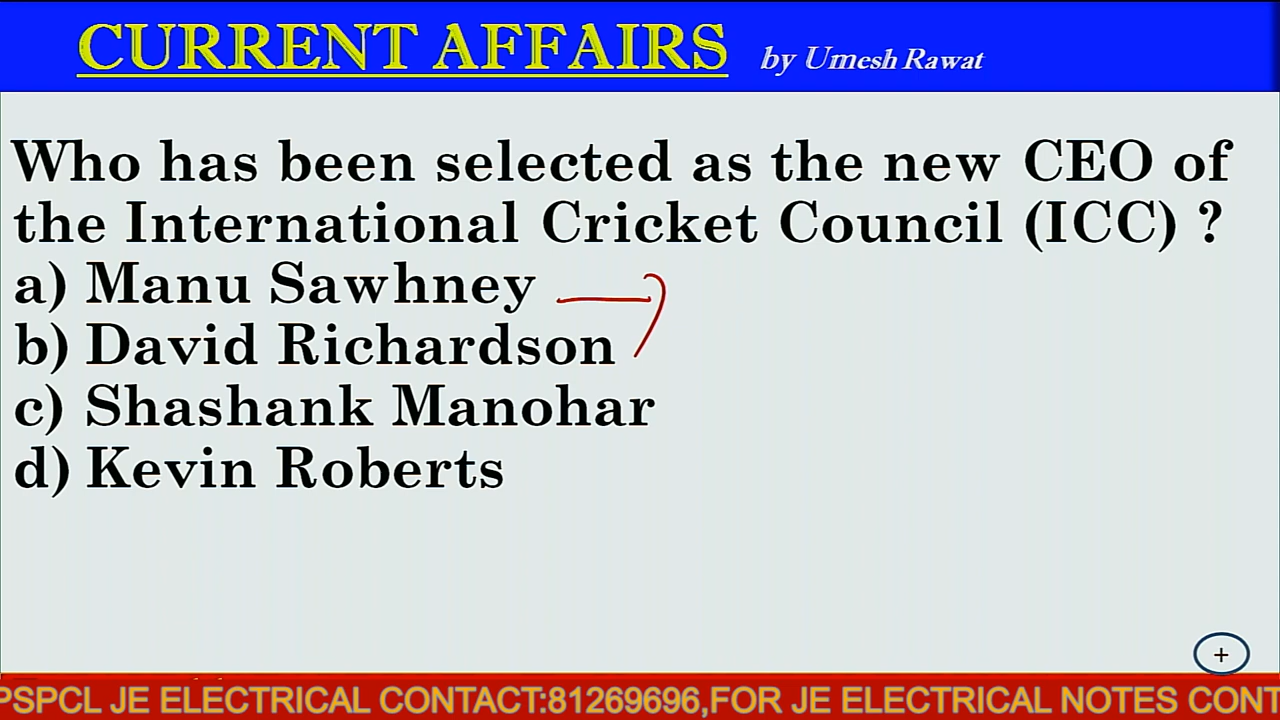 CURRENT AFFAIRS by Umesh Rawat
Who has been selected as the new CEO of
the International Cricket Council (ICC) ?
a) Manu Sawhney
b) David Richardson
c) Shashank Manohar
d) Kevin Roberts
+
PSPCL JE ELECTRICAL CONTACT:81269696,FOR JE ELECTRICAL NOTES CONT